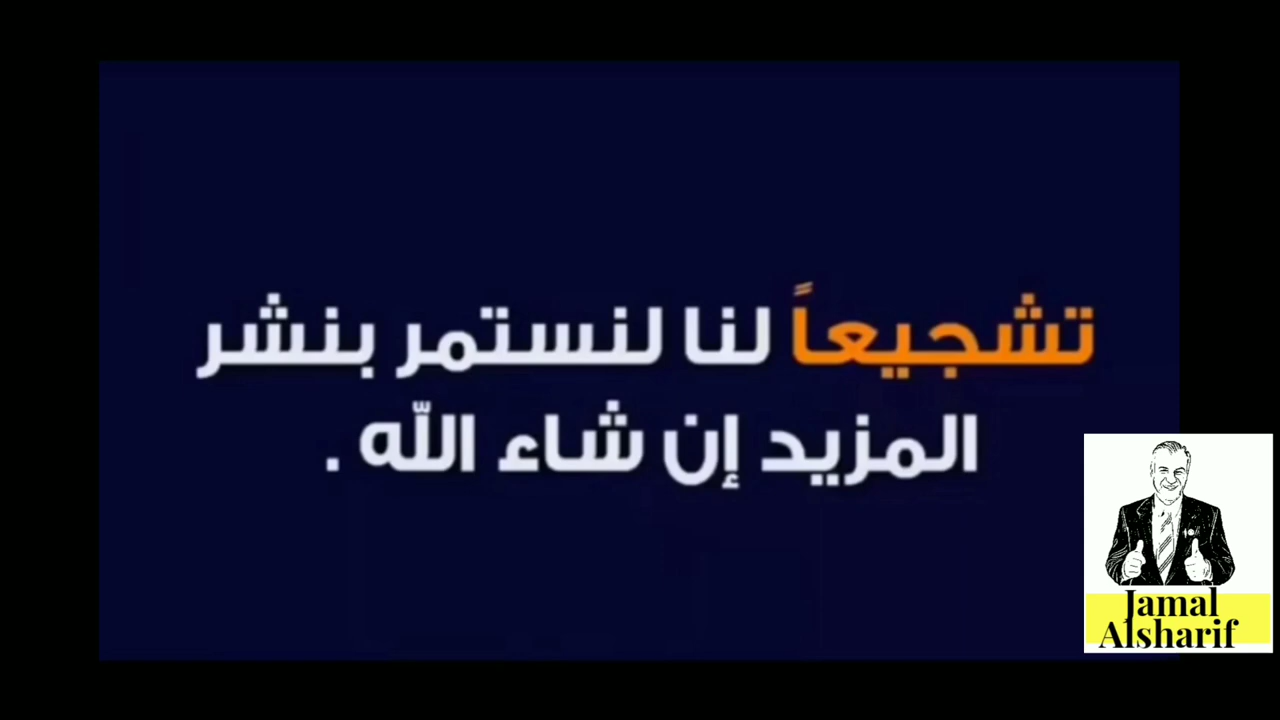 تشجيعاً لنا لنستمر بنشر
المزيد إن شاء الله .
Jamal
Alsharif